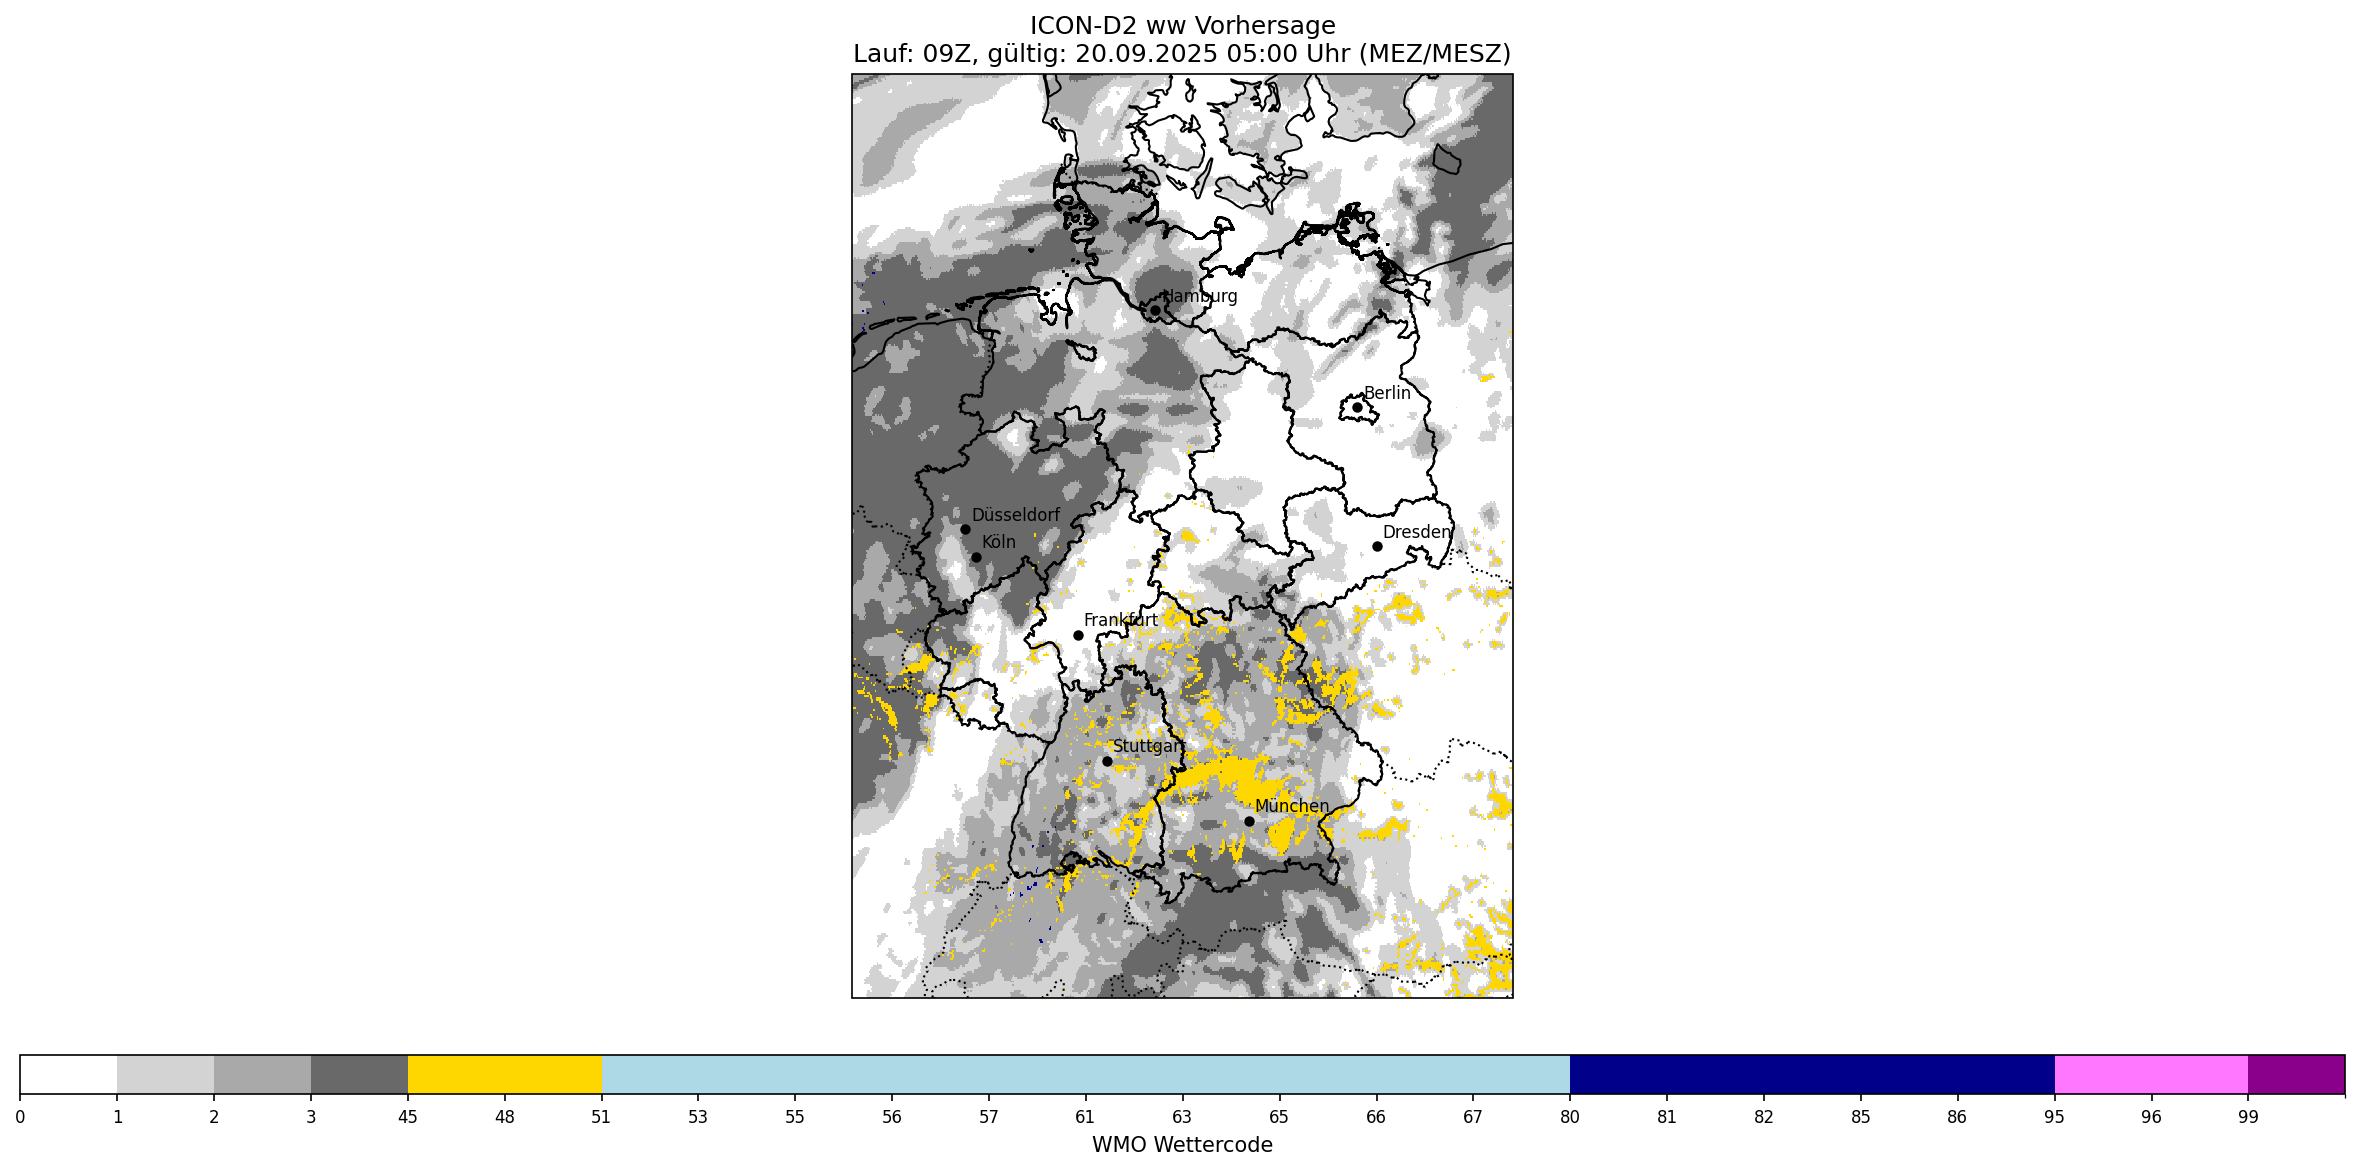 ICON-D2 ww Vorhersage
Lauf: 09Z, gültig: 20.09.2025 05:00 Uhr (MEZ/MESZ)
Hamburg
Berlin
Düsseldorf
Dresden
Köln
Frankfurt
Stuttgart
München
0 1 2 3 45 48 51 53 55 56 57 61 63 65 66 67 80 81 82 85 86 95 96 99
WMO Wettercode